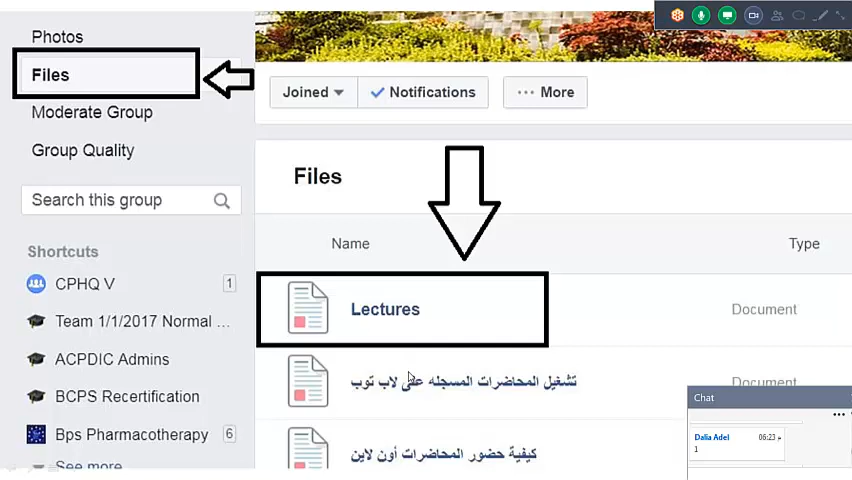 Photos
Files
Moderate Group
Group Quality
Search this group
Shortcuts
CPHQ V
1
Team 1/1/2017 Normal ...
ACPDIC Admins
BCPS Recertification
Bps Pharmacotherapy
6
See more
Joined
Notifications
··· More
Files
Name
Type
Lectures
Document
تشغيل المحاضرات المسجله على لاب توب
Document
كيفية حضور المحاضرات أون لاين
Chat
Dalia Adel
06:23 م
1